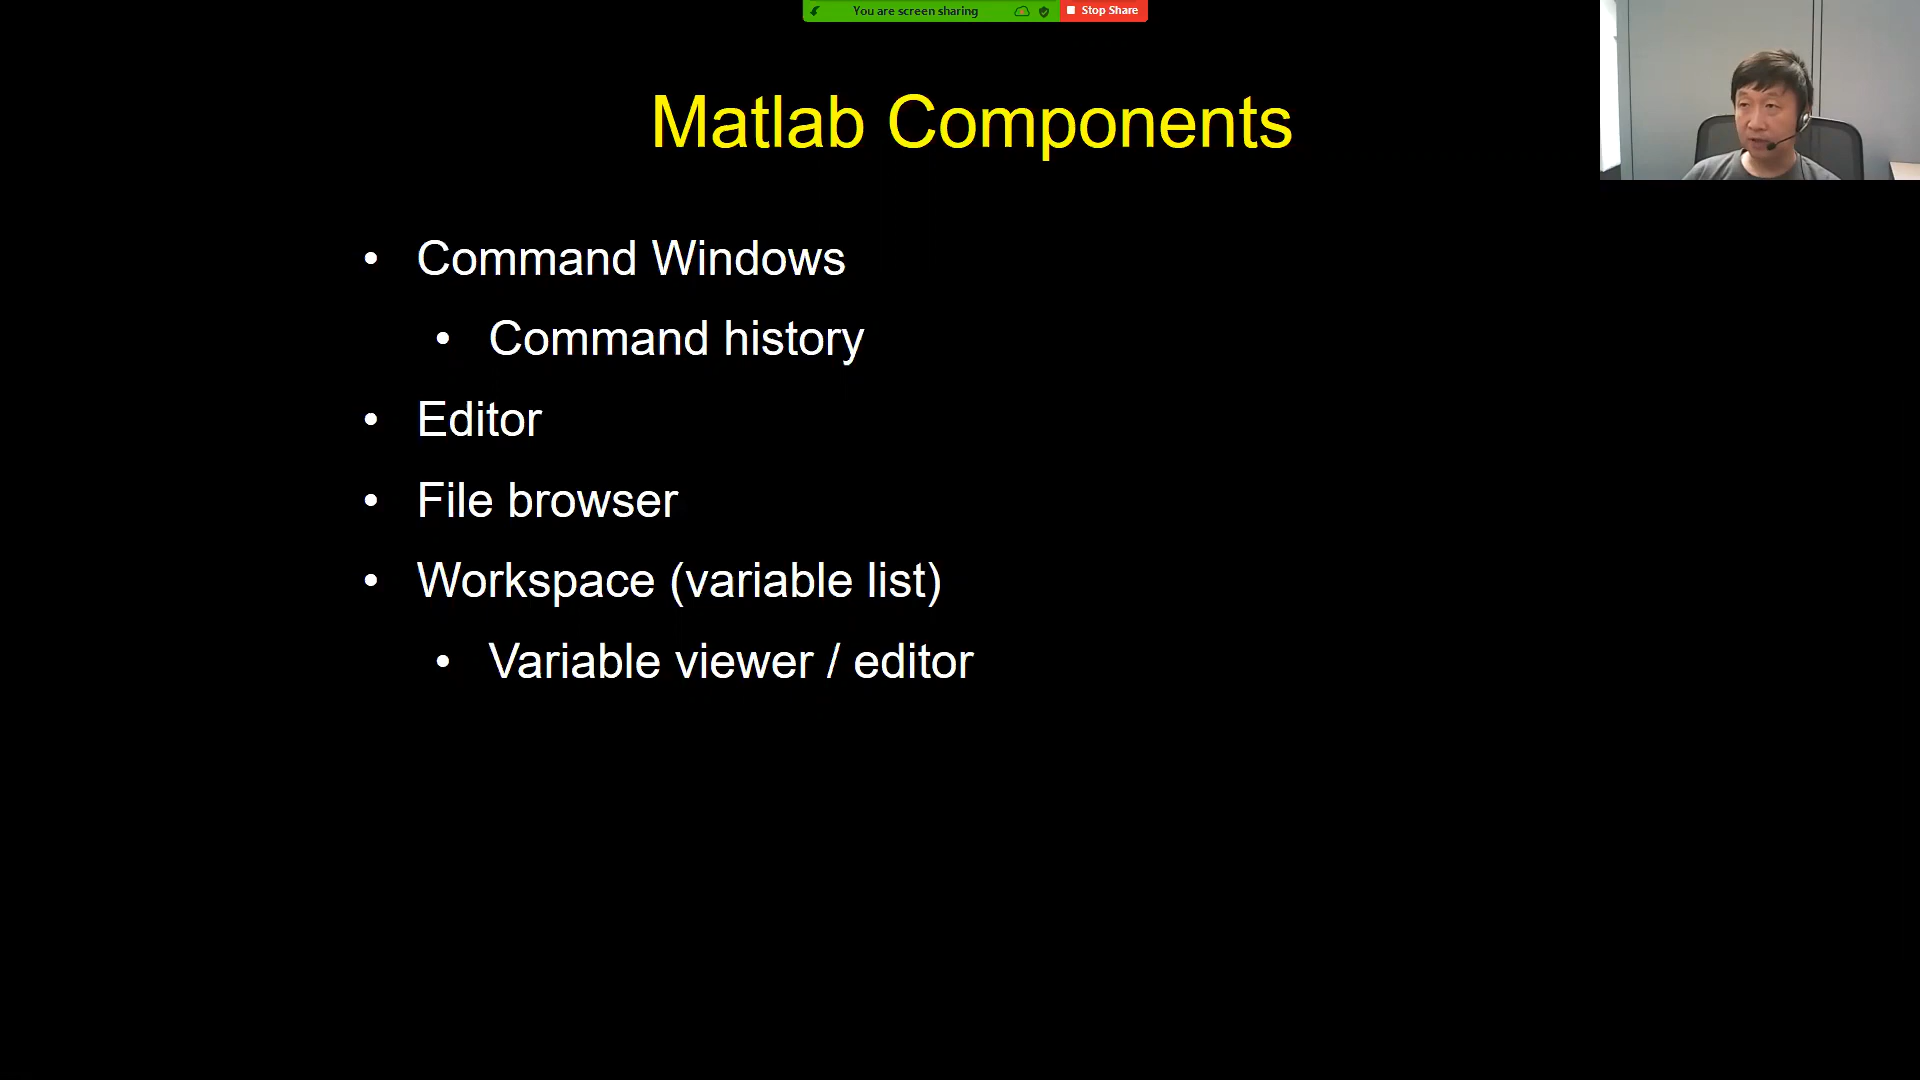 You are screen sharing
Stop Share
Matlab Components
• Command Windows
• Command history
• Editor
• File browser
• Workspace (variable list)
• Variable viewer / editor